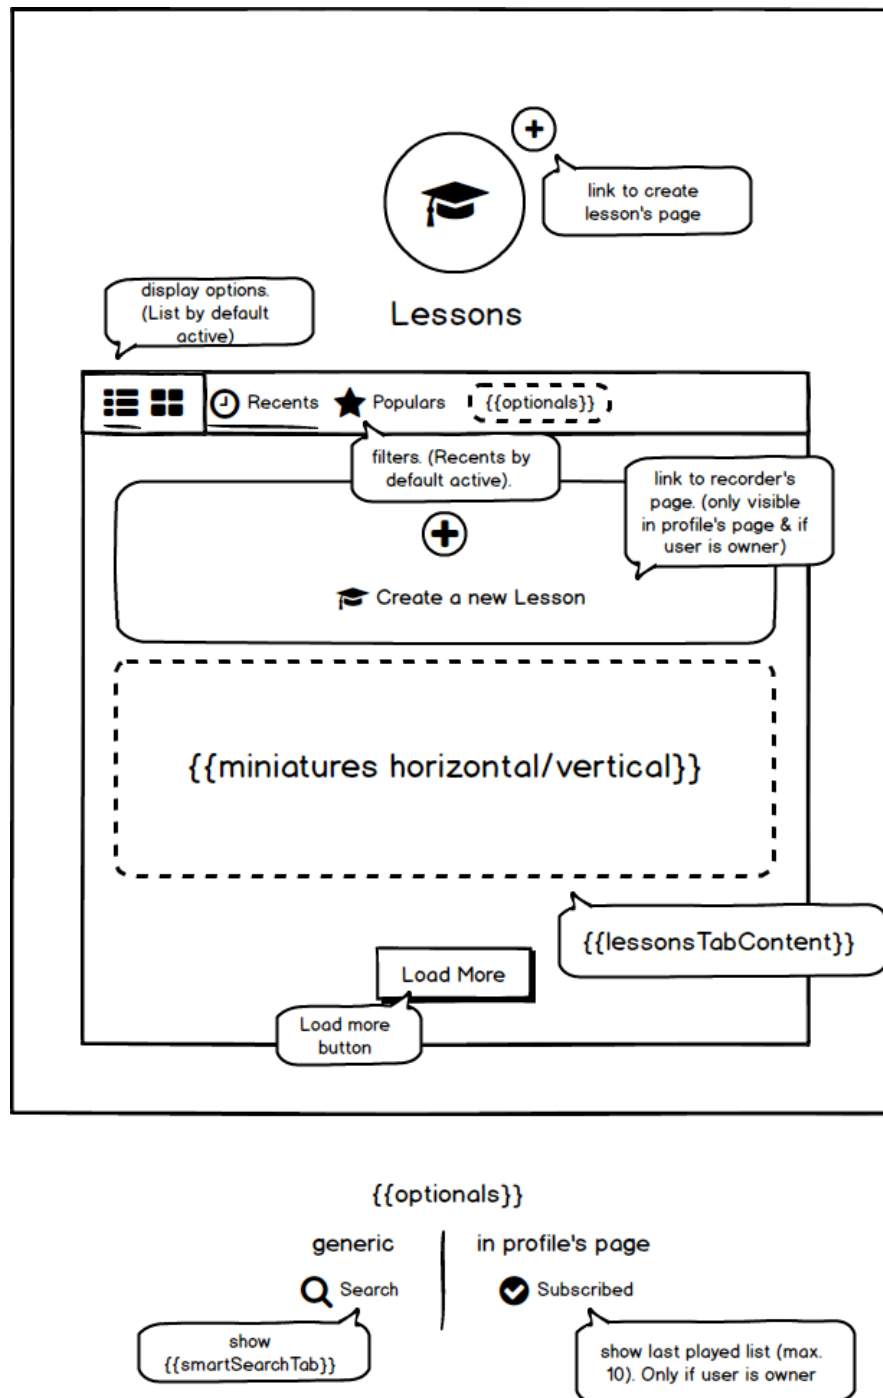 link to create
lesson's page
display options.
(List by default
active)
Lessons
Recents
Populars
{{optionals}}
filters. (Recents by
default active).
link to recorder's
page. (only visible
in profile's page & if
user is owner)
Create a new Lesson
{{miniatures horizontal/vertical}}
{{lessonsTabContent}}
Load More
Load more
button
{{optionals}}
generic
in profile's page
Search
Subscribed
show
{{smartSearchTab}}
show last played list (max.
10). Only if user is owner